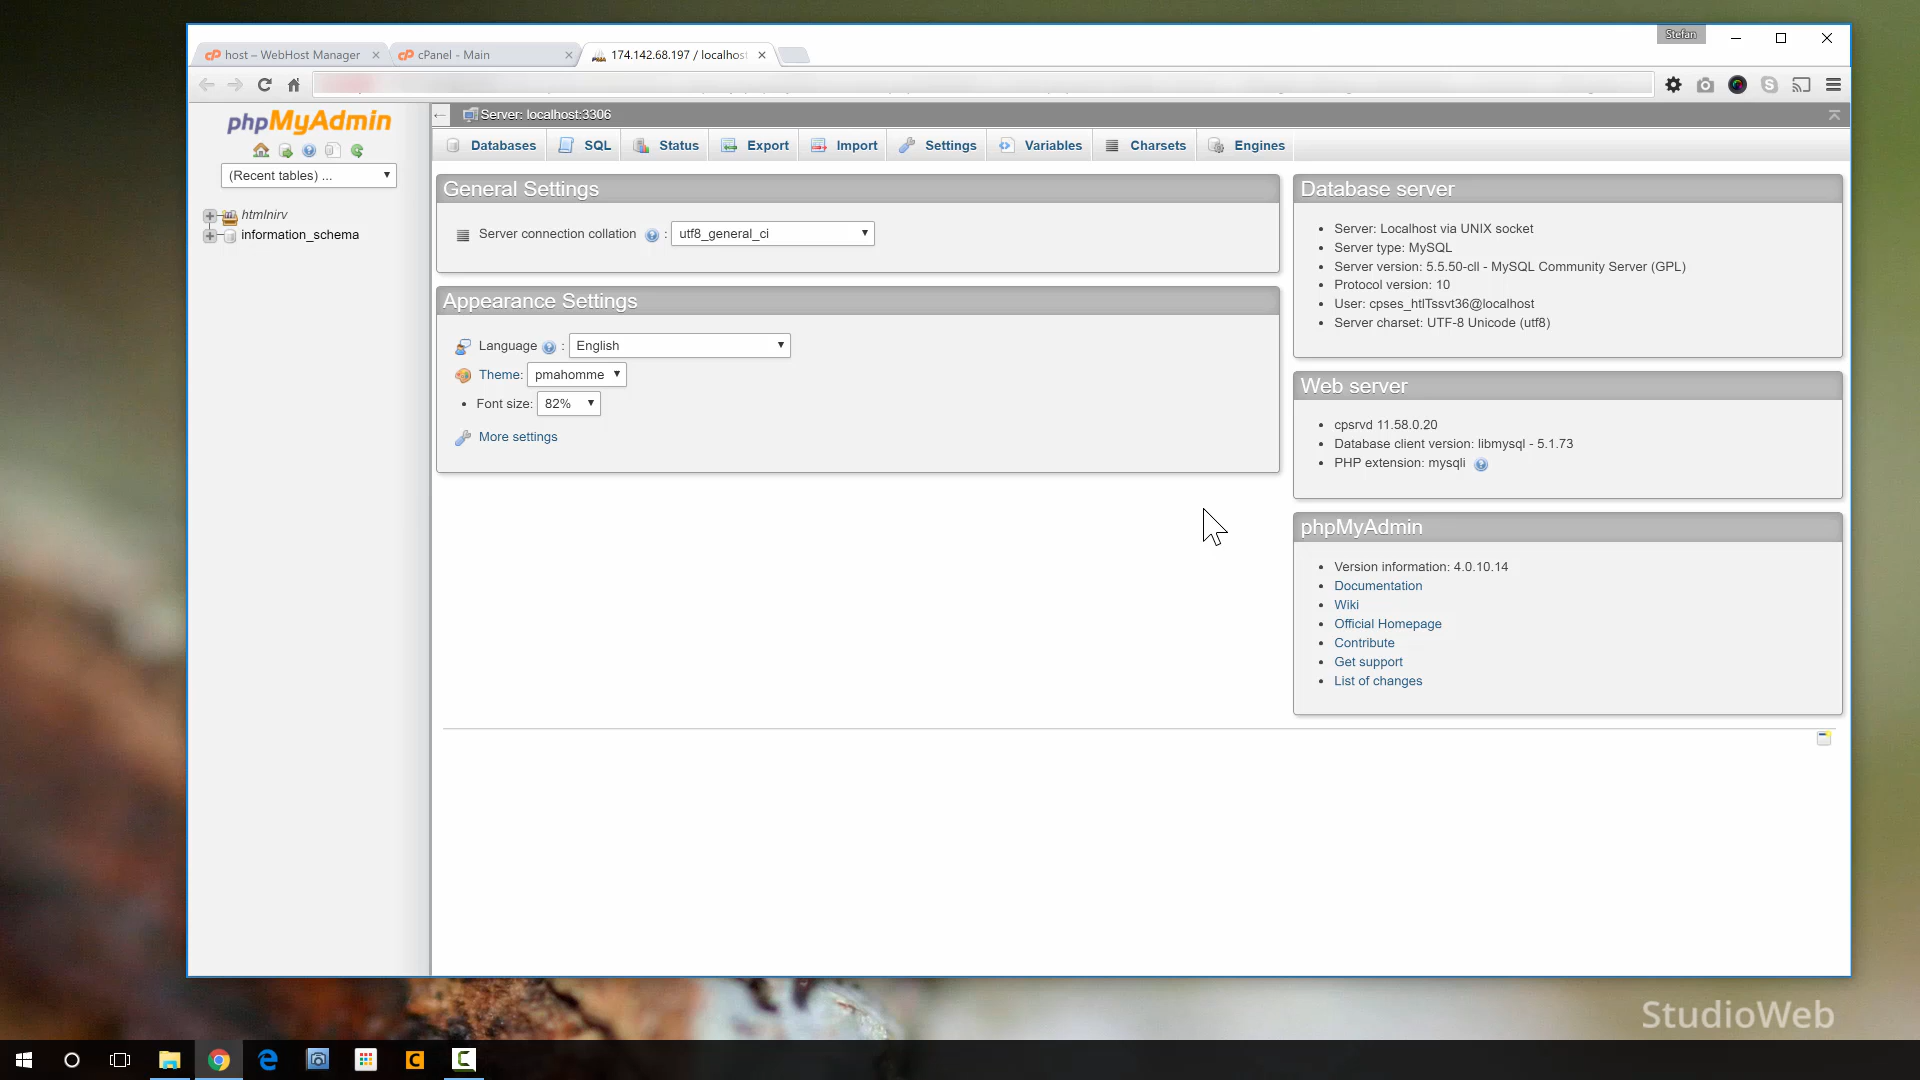 Stefan
host – WebHost Manager
cPanel - Main
174.142.68.197 / localhos
phpMyAdmin
(Recent tables) ...
htmlnirv
information_schema
Server: localhost:3306
Databases
SQL
Status
Export
Import
Settings
Variables
Charsets
Engines
General Settings
Server connection collation : utf8_general_ci
Appearance Settings
Language : English
Theme: pmahomme
Font size: 82%
More settings
Database server
Server: Localhost via UNIX socket
Server type: MySQL
Server version: 5.5.50-cll - MySQL Community Server (GPL)
Protocol version: 10
User: cpses_htlTssvt36@localhost
Server charset: UTF-8 Unicode (utf8)
Web server
cpsrvd 11.58.0.20
Database client version: libmysql - 5.1.73
PHP extension: mysqli
phpMyAdmin
Version information: 4.0.10.14
Documentation
Wiki
Official Homepage
Contribute
Get support
List of changes
StudioWeb